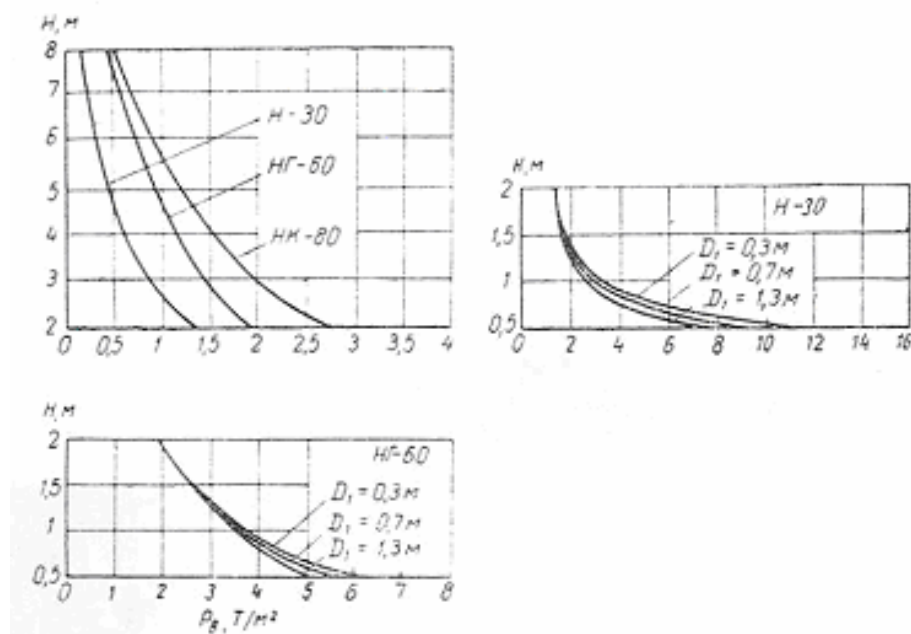 H, м
8
7
6
5
4
3
2
H-30
НГ-60
НК-80
0 0,5 1 1,5 2 2,5 3 3,5 4
H, м
2
1,5
1
0,5
H-30
D₁ = 0,3 м
D₁ = 0,7 м
D₁ = 1,3 м
0 2 4 6 8 10 12 14 16
H, м
2
1,5
1
0,5
НГ-60
D₁ = 0,3 м
D₁ = 0,7 м
D₁ = 1,3 м
0 1 2 3 4 5 6 7 8
Pв, Т/м²